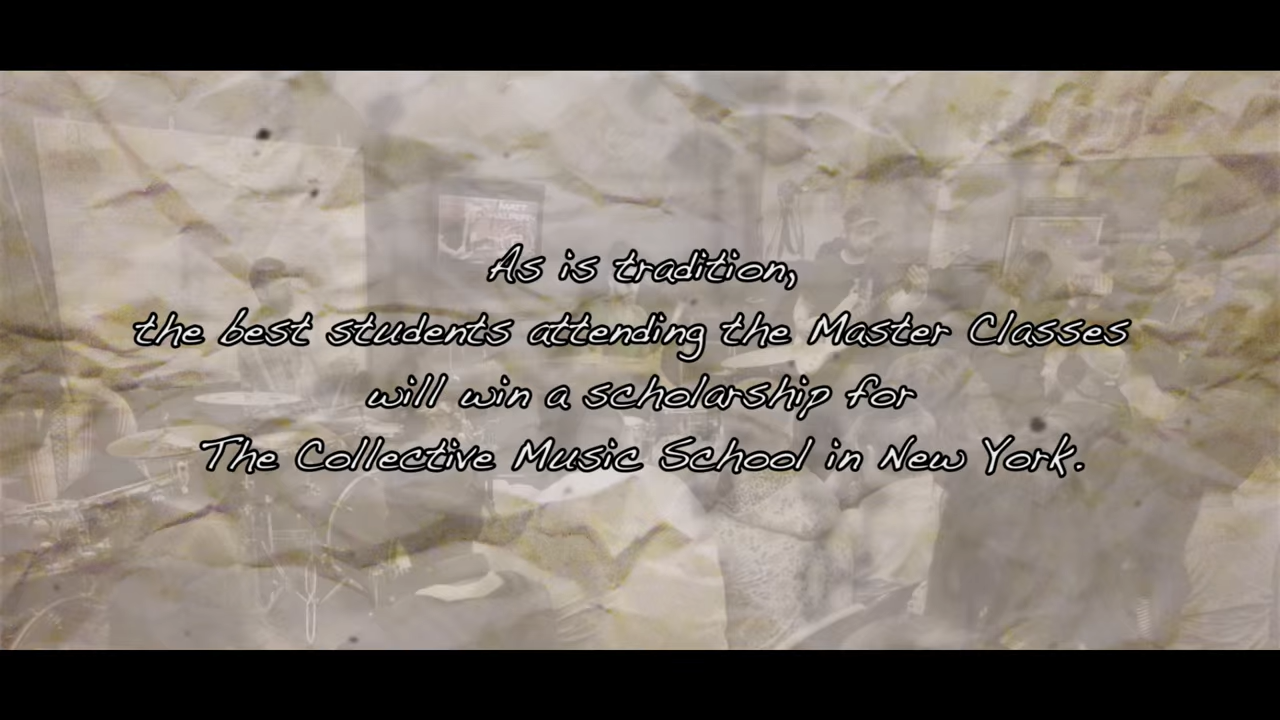 As is tradition,
the best students attending the Master Classes
will win a scholarship for
The Collective Music School in New York.